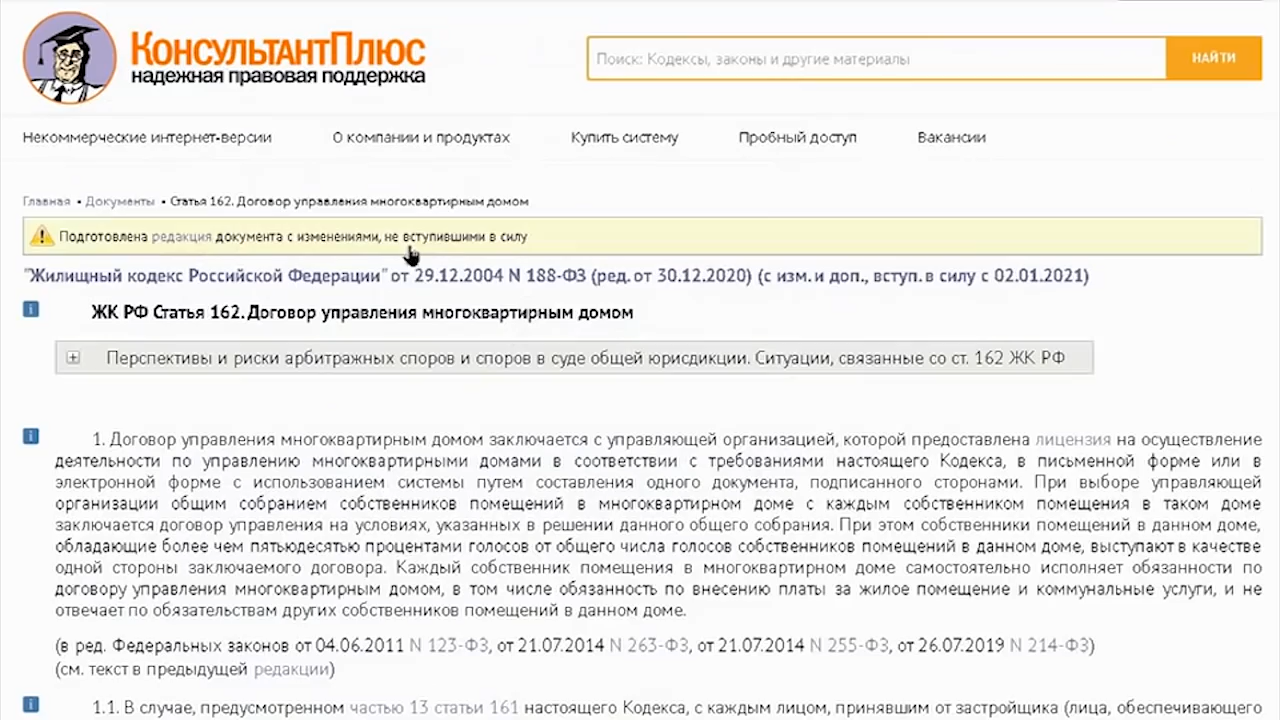 КонсультантПлюс
надежная правовая поддержка
Поиск: Кодексы, законы и другие материалы
НАЙТИ
Некоммерческие интернет-версии
О компании и продуктах
Купить систему
Пробный доступ
Вакансии
Главная • Документы • Статья 162. Договор управления многоквартирным домом
Подготовлена редакция документа с изменениями, не вступившими в силу
"Жилищный кодекс Российской Федерации" от 29.12.2004 N 188-ФЗ (ред. от 30.12.2020) (с изм. и доп., вступ. в силу с 02.01.2021)
ЖК РФ Статья 162. Договор управления многоквартирным домом
Перспективы и риски арбитражных споров и споров в суде общей юрисдикции. Ситуации, связанные со ст. 162 ЖК РФ
1. Договор управления многоквартирным домом заключается с управляющей организацией, которой предоставлена лицензия на осуществление
деятельности по управлению многоквартирными домами в соответствии с требованиями настоящего Кодекса, в письменной форме или в
электронной форме с использованием системы путем составления одного документа, подписанного сторонами. При выборе управляющей
организации общим собранием собственников помещений в многоквартирном доме с каждым собственником помещения в таком доме
заключается договор управления на условиях, указанных в решении данного общего собрания. При этом собственники помещений в данном доме,
обладающие более чем пятьюдесятью процентами голосов от общего числа голосов собственников помещений в данном доме, выступают в качестве
одной стороны заключаемого договора. Каждый собственник помещения в многоквартирном доме самостоятельно исполняет обязанности по
договору управления многоквартирным домом, в том числе обязанность по внесению платы за жилое помещение и коммунальные услуги, и не
отвечает по обязательствам других собственников помещений в данном доме.
(в ред. Федеральных законов от 04.06.2011 N 123-ФЗ, от 21.07.2014 N 263-ФЗ, от 21.07.2014 N 255-ФЗ, от 26.07.2019 N 214-ФЗ)
(см. текст в предыдущей редакции)
1.1. В случае, предусмотренном частью 13 статьи 161 настоящего Кодекса, с каждым лицом, принявшим от застройщика (лица, обеспечивающего